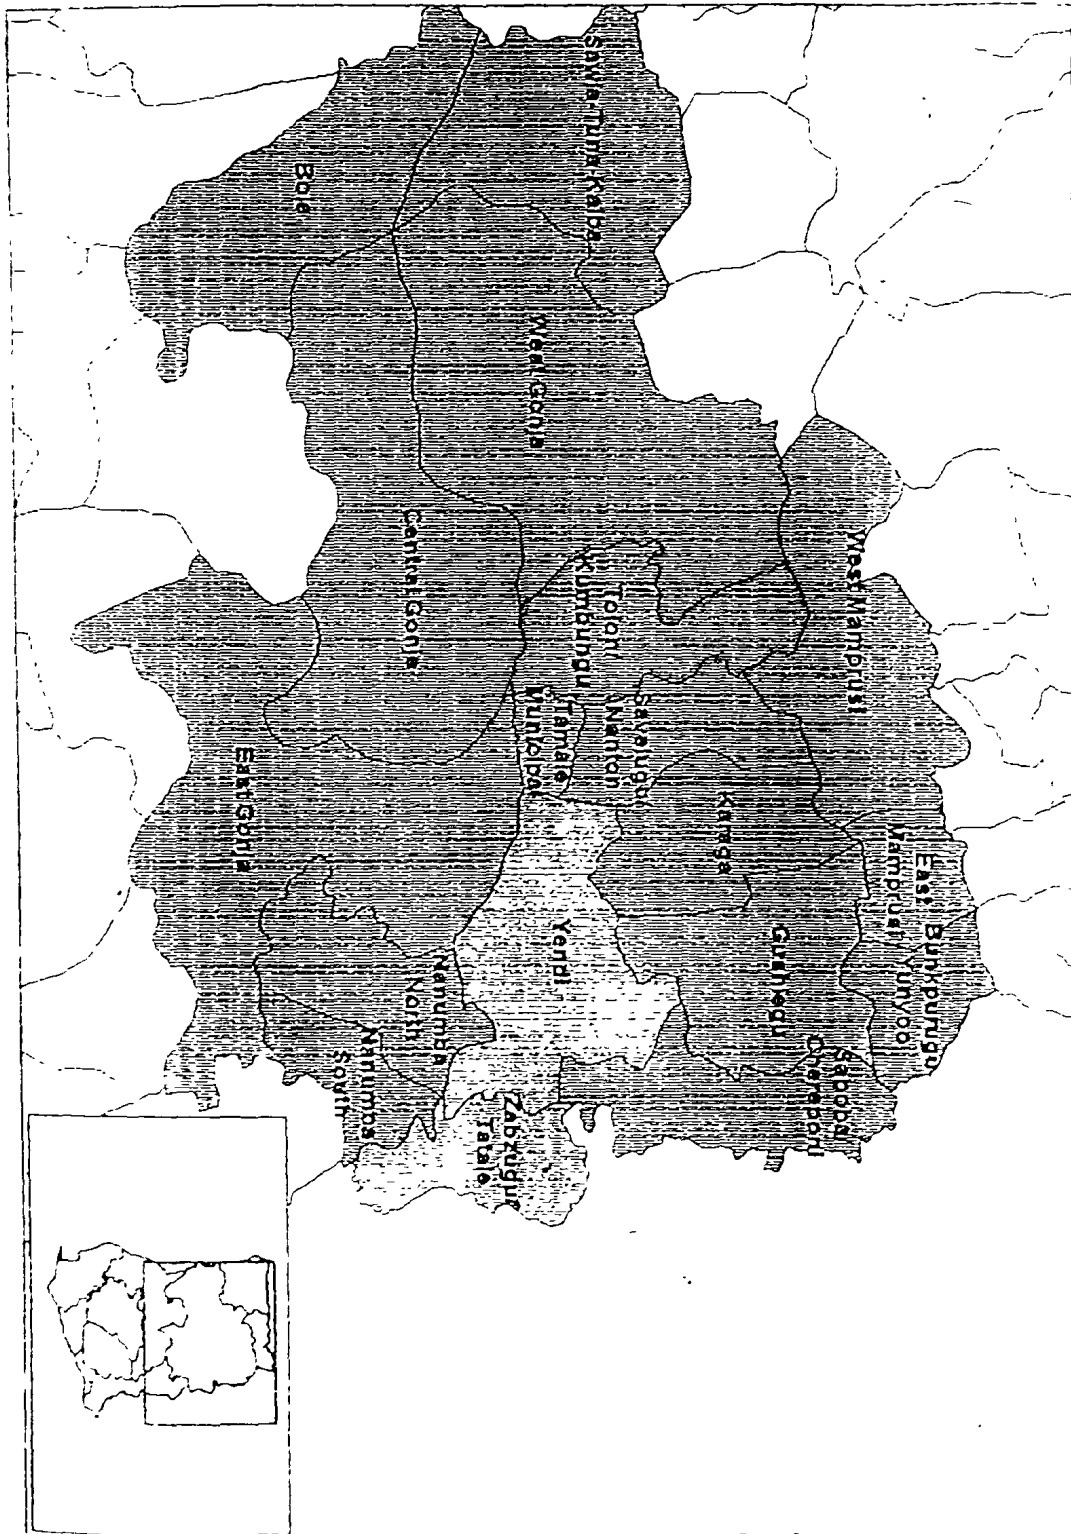 Sawla-Tuna-Kalba
Bole
West Gonja
Central Gonja
West Mamprusi
Tolon/
Kumbungu
Savelugu/
Nanton
Tamale
Municipal
Karaga
East Gonja
East
Mamprusi
Bunkpurugu
Yunyoo
Gushiegu
Saboba/
Chereponi
Yendi
Nanumba
North
Nanumba
South
Zabzugu/
Tatale